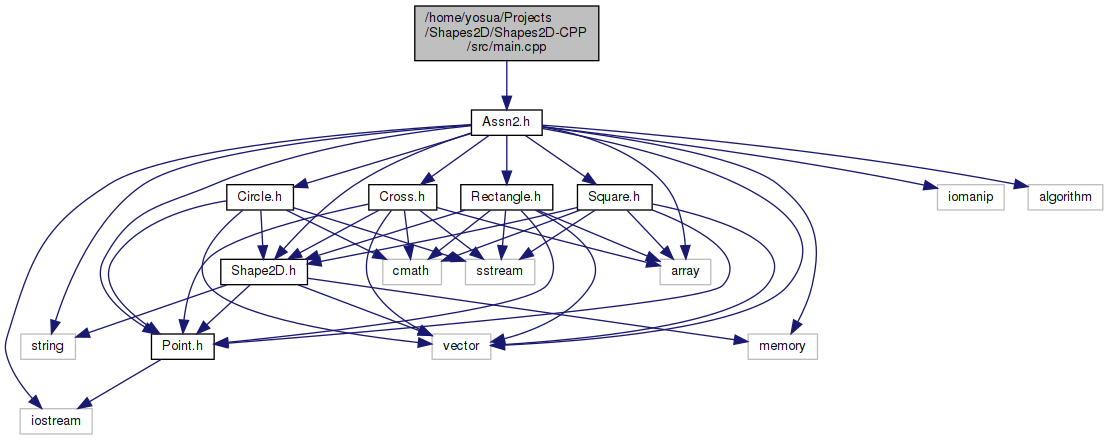 /home/yosua/Projects
/Shapes2D/Shapes2D-CPP
/src/main.cpp
Assn2.h
Circle.h
Cross.h
Rectangle.h
Square.h
iomanip
algorithm
Shape2D.h
cmath
sstream
array
string
Point.h
vector
memory
iostream